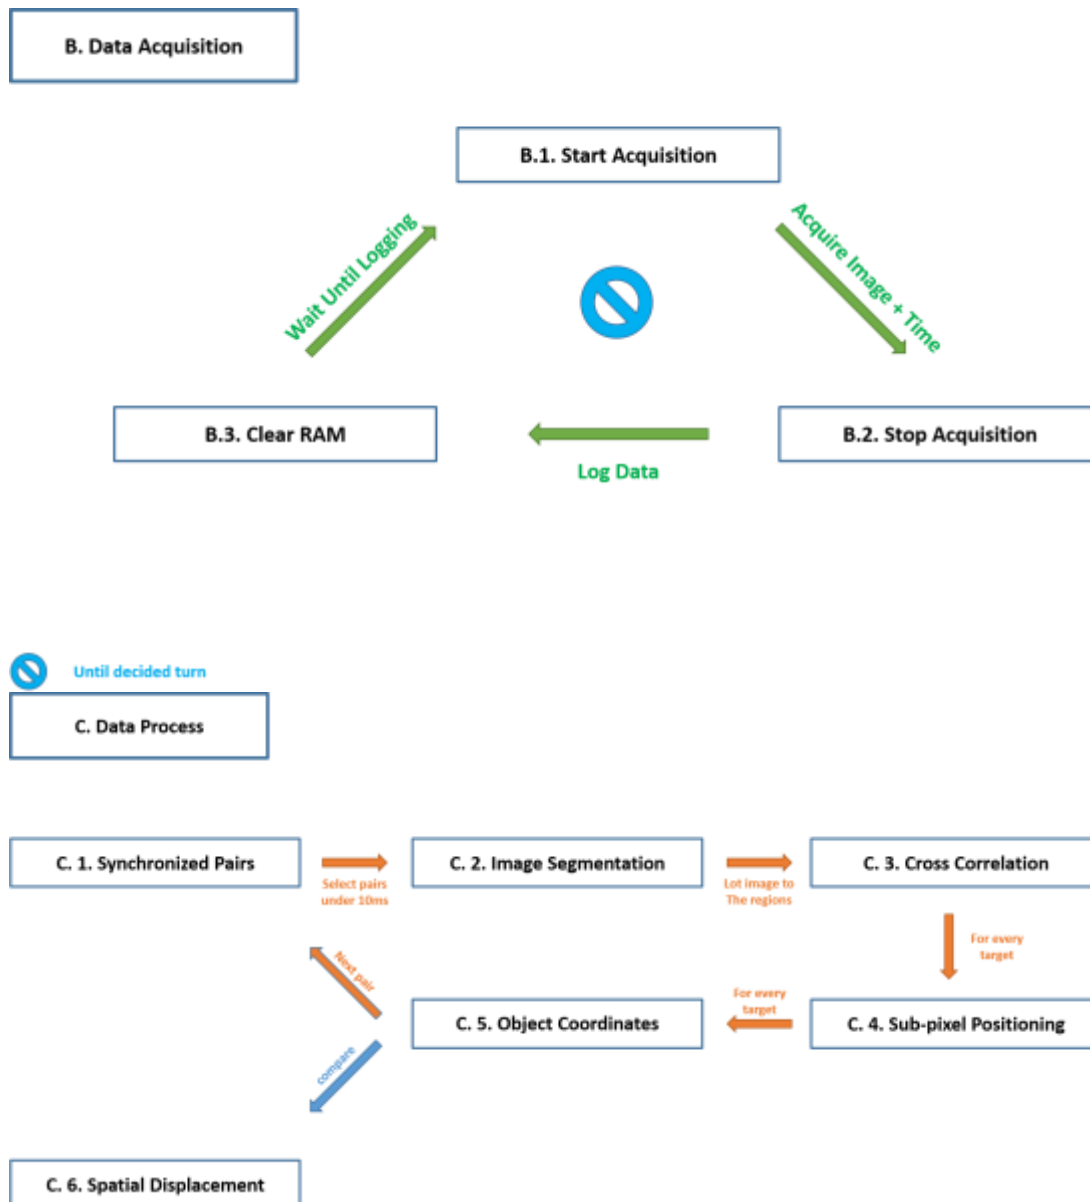 B. Data Acquisition
B.1. Start Acquisition
Wait Until Logging
Acquire Image + Time
B.3. Clear RAM
B.2. Stop Acquisition
Log Data
Until decided turn
C. Data Process
C. 1. Synchronized Pairs
Select pairs
under 10ms
C. 2. Image Segmentation
Lot image to
The regions
C. 3. Cross Correlation
For every
target
C. 4. Sub-pixel Positioning
For every
target
C. 5. Object Coordinates
Next pair
compare
C. 6. Spatial Displacement